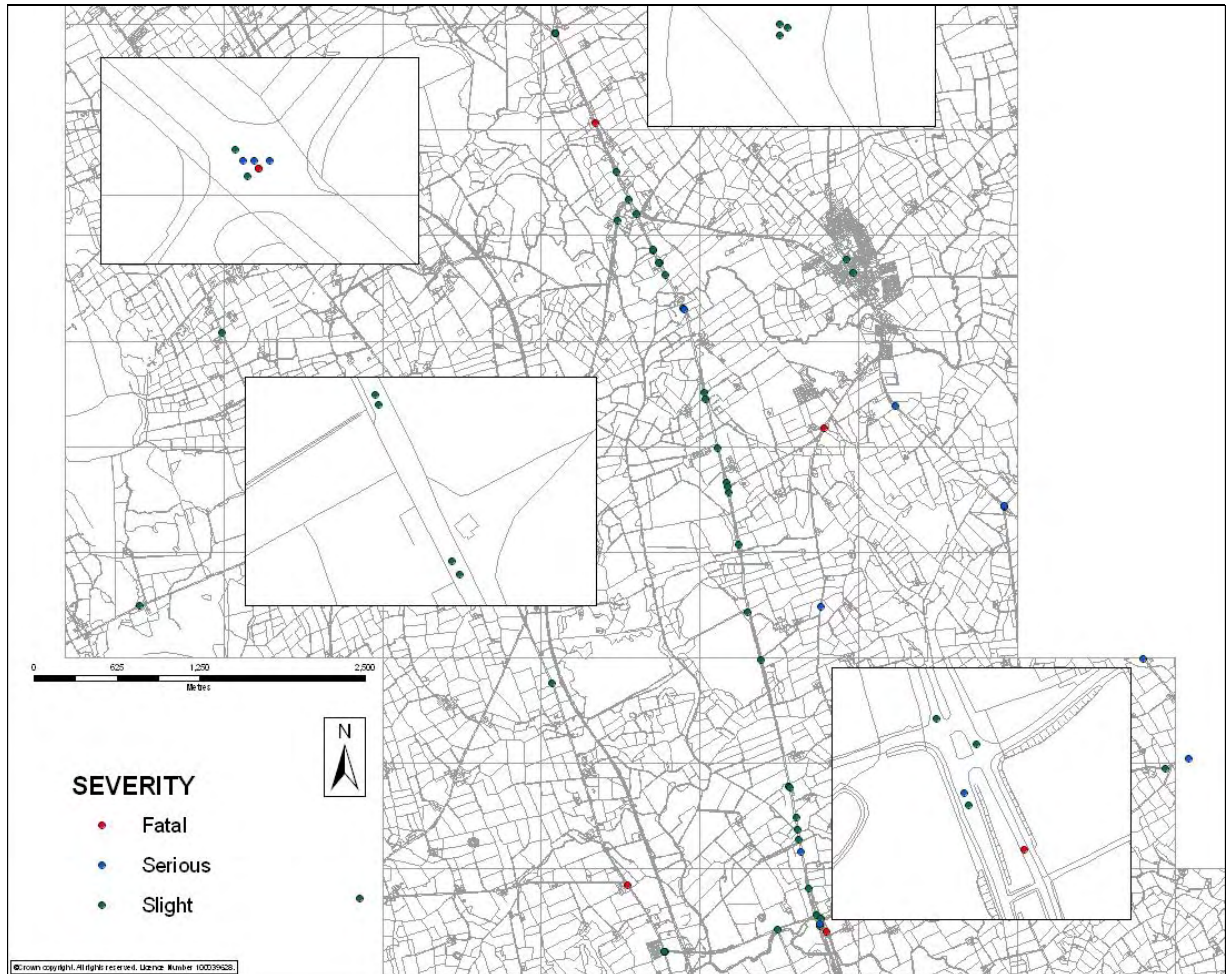 0 625 1,250 2,500
Metres
N
SEVERITY
Fatal
Serious
Slight
©Crown copyright. All rights reserved. Licence Number 100039628.